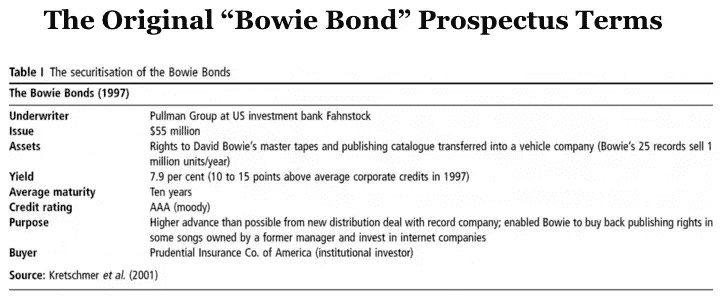 The Original “Bowie Bond” Prospectus Terms
Table I The securitisation of the Bowie Bonds
The Bowie Bonds (1997)
Underwriter Pullman Group at US investment bank Fahnstock
Issue $55 million
Assets Rights to David Bowie's master tapes and publishing catalogue transferred into a vehicle company (Bowie's 25 records sell 1
million units/year)
Yield 7.9 per cent (10 to 15 points above average corporate credits in 1997)
Average maturity Ten years
Credit rating AAA (moody)
Purpose Higher advance than possible from new distribution deal with record company; enabled Bowie to buy back publishing rights in
some songs owned by a former manager and invest in internet companies
Buyer Prudential Insurance Co. of America (institutional investor)
Source: Kretschmer et al. (2001)